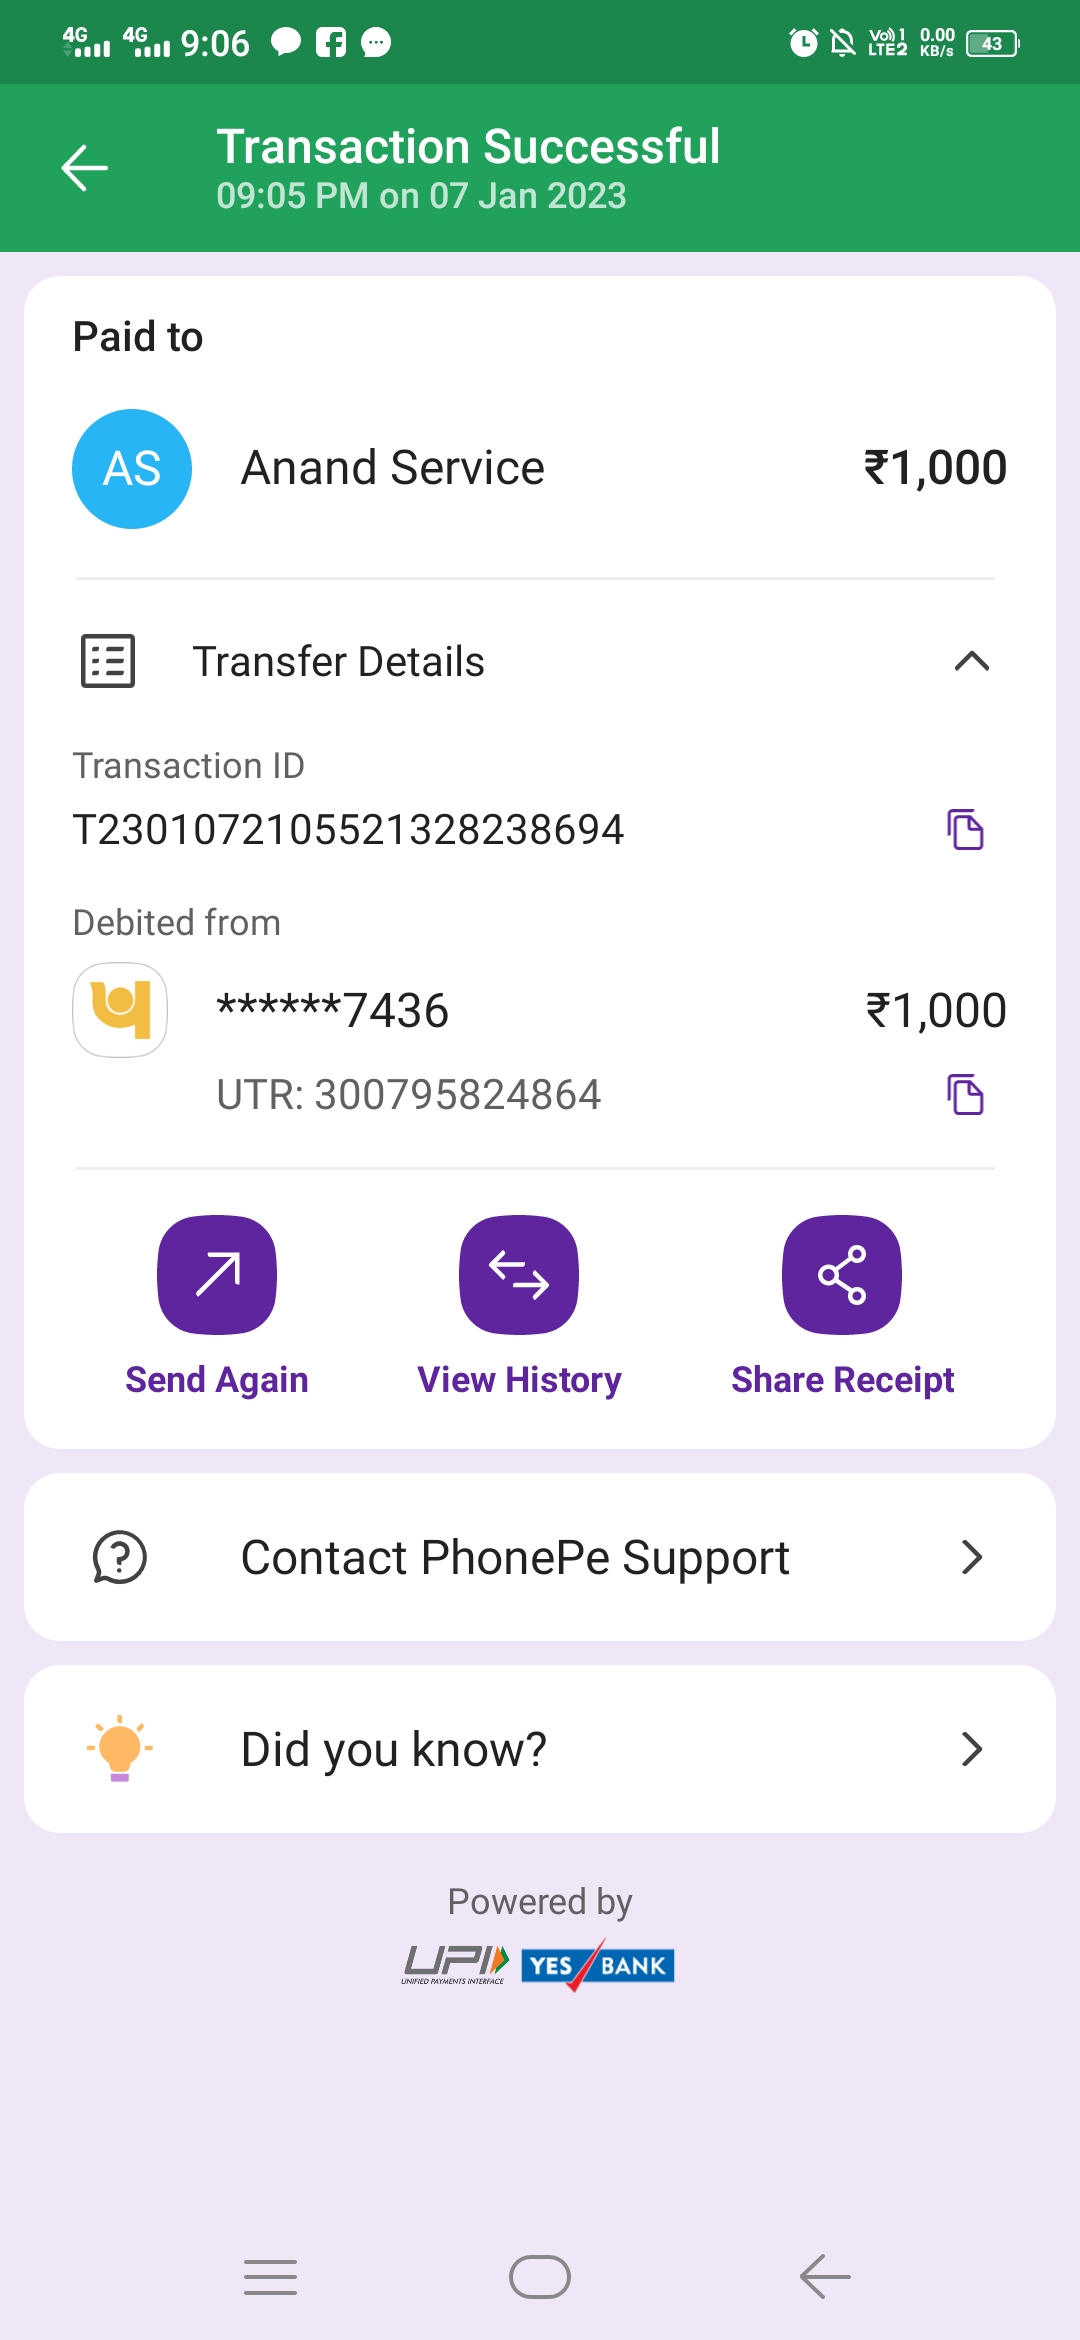 4G 4G 9:06 Vo)) 1 LTE2 0.00 KB/s 43
Transaction Successful
09:05 PM on 07 Jan 2023
Paid to
AS Anand Service ₹1,000
Transfer Details
Transaction ID
T2301072105521328238694
Debited from
******7436 ₹1,000
UTR: 300795824864
Send Again View History Share Receipt
Contact PhonePe Support
Did you know?
Powered by
UPI YES BANK
UNIFIED PAYMENTS INTERFACE